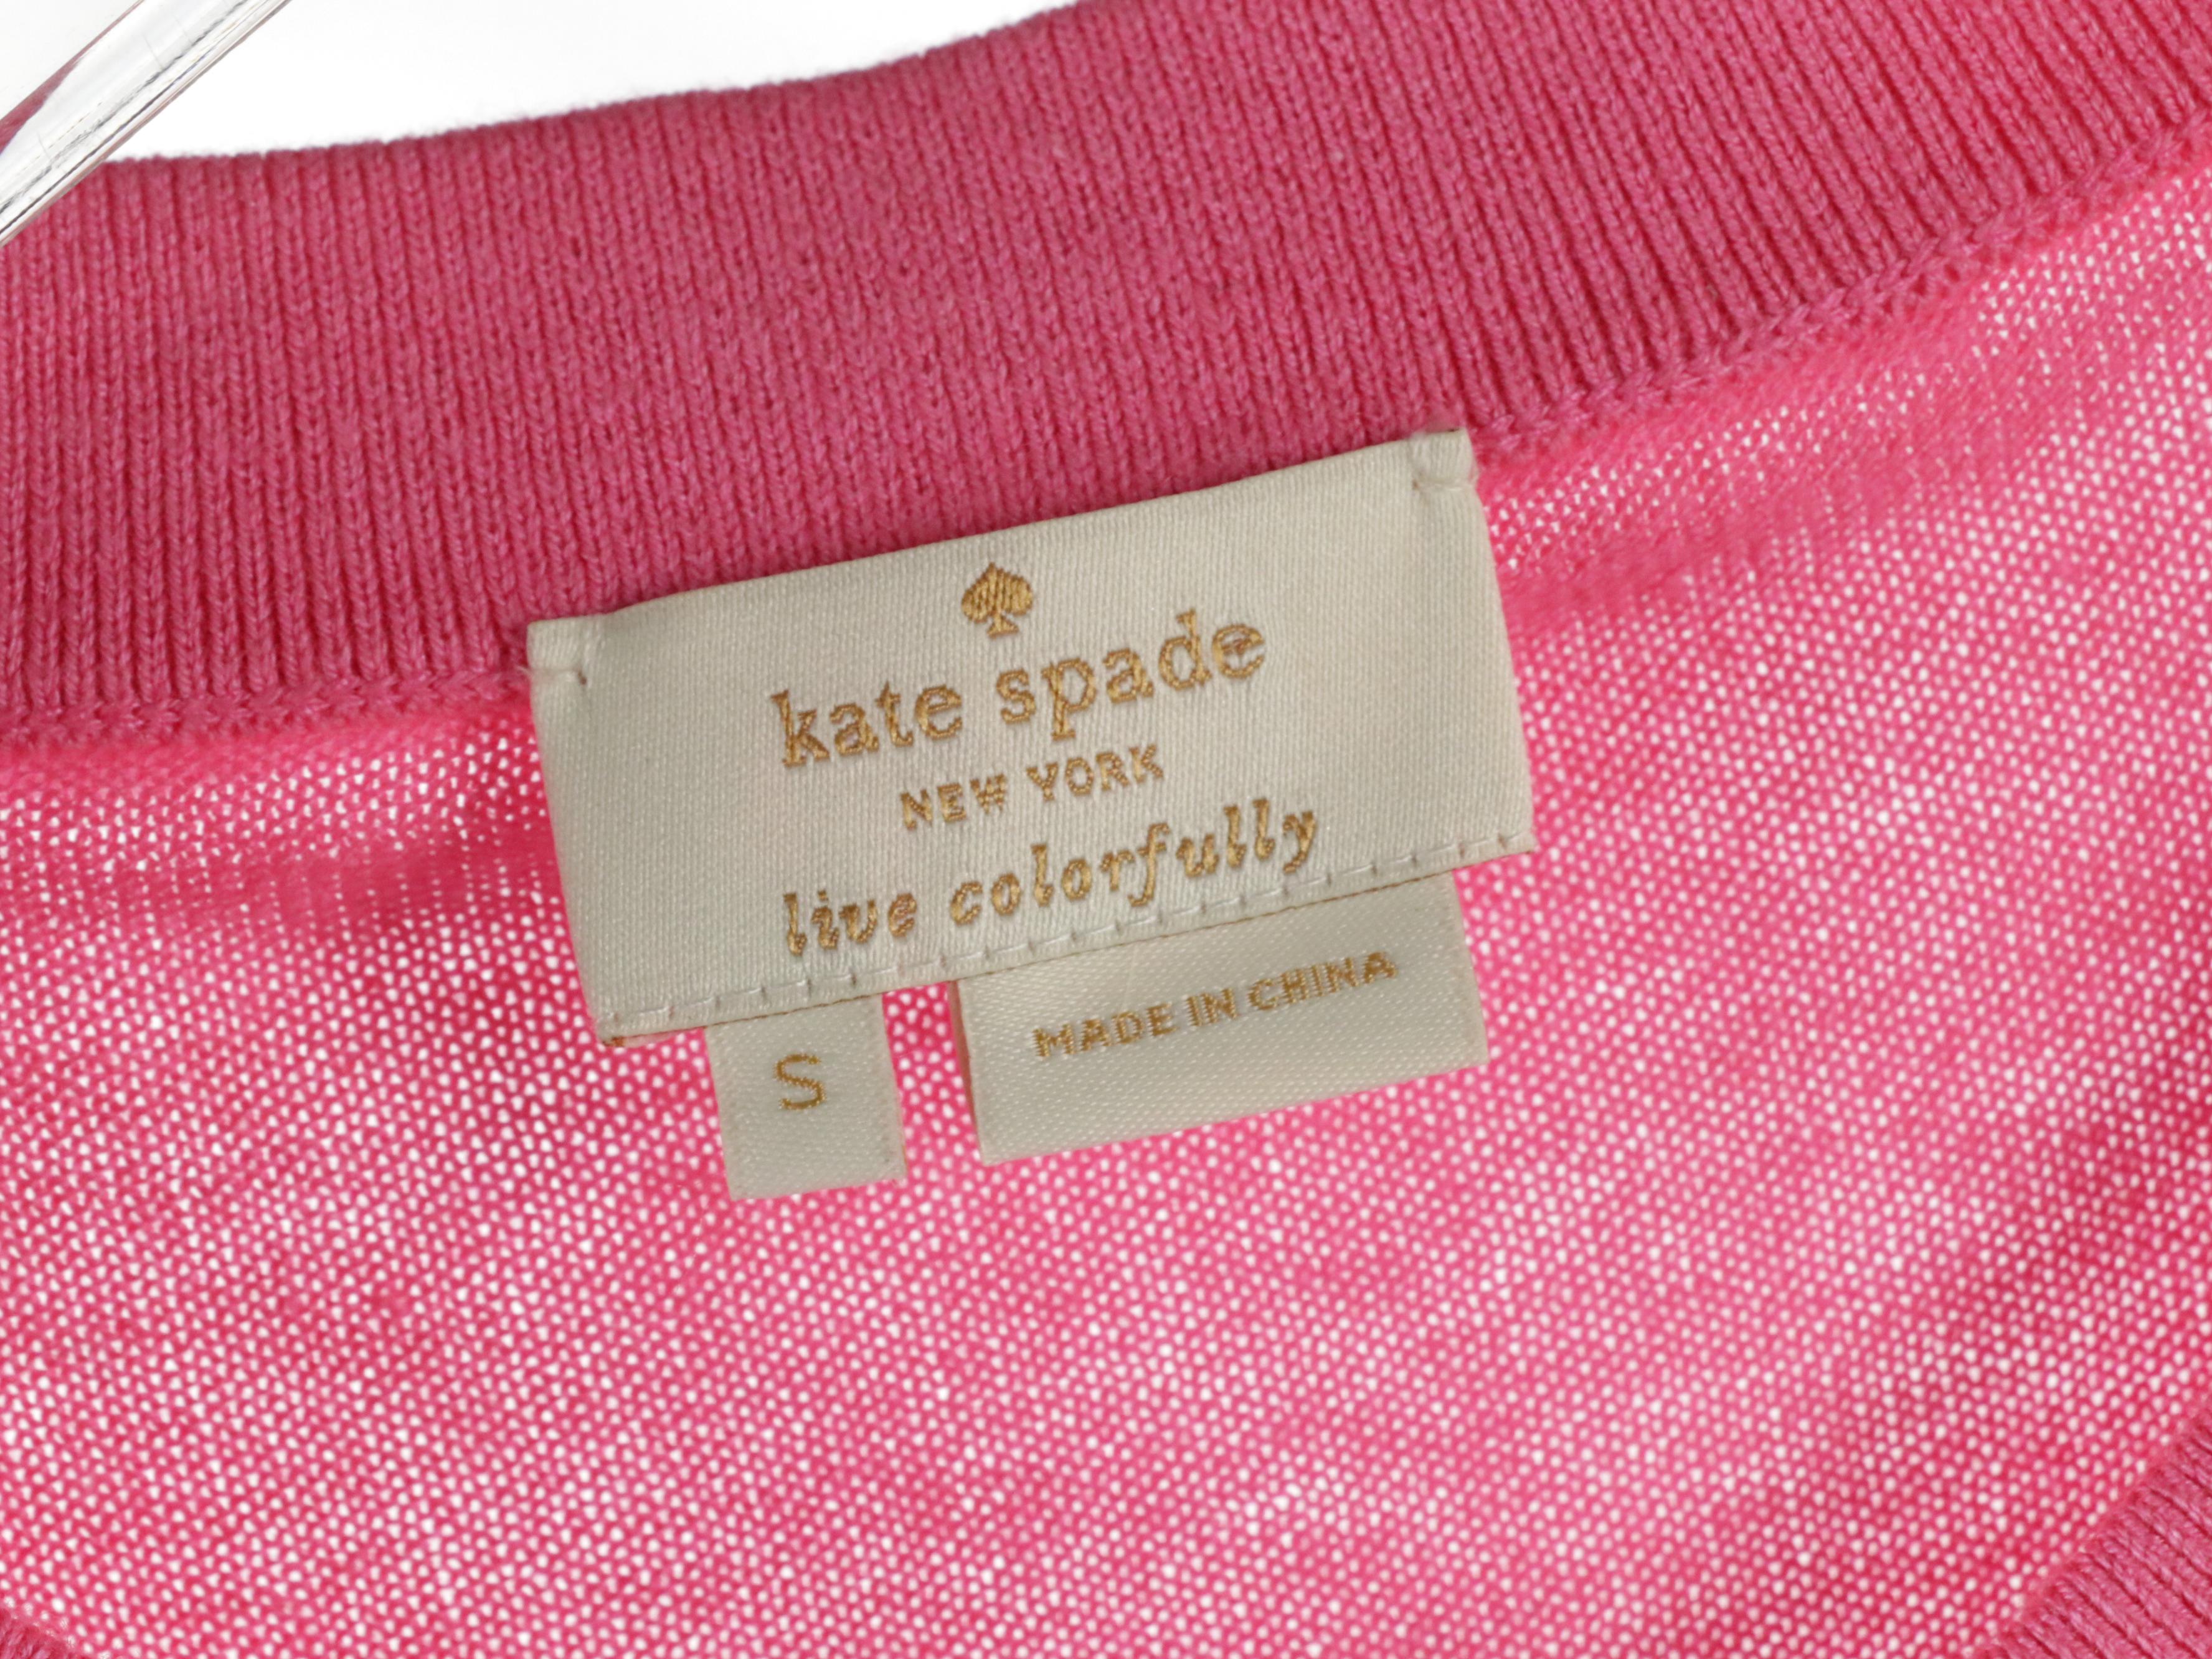 kate spade
NEW YORK
live colorfully
S
MADE IN CHINA